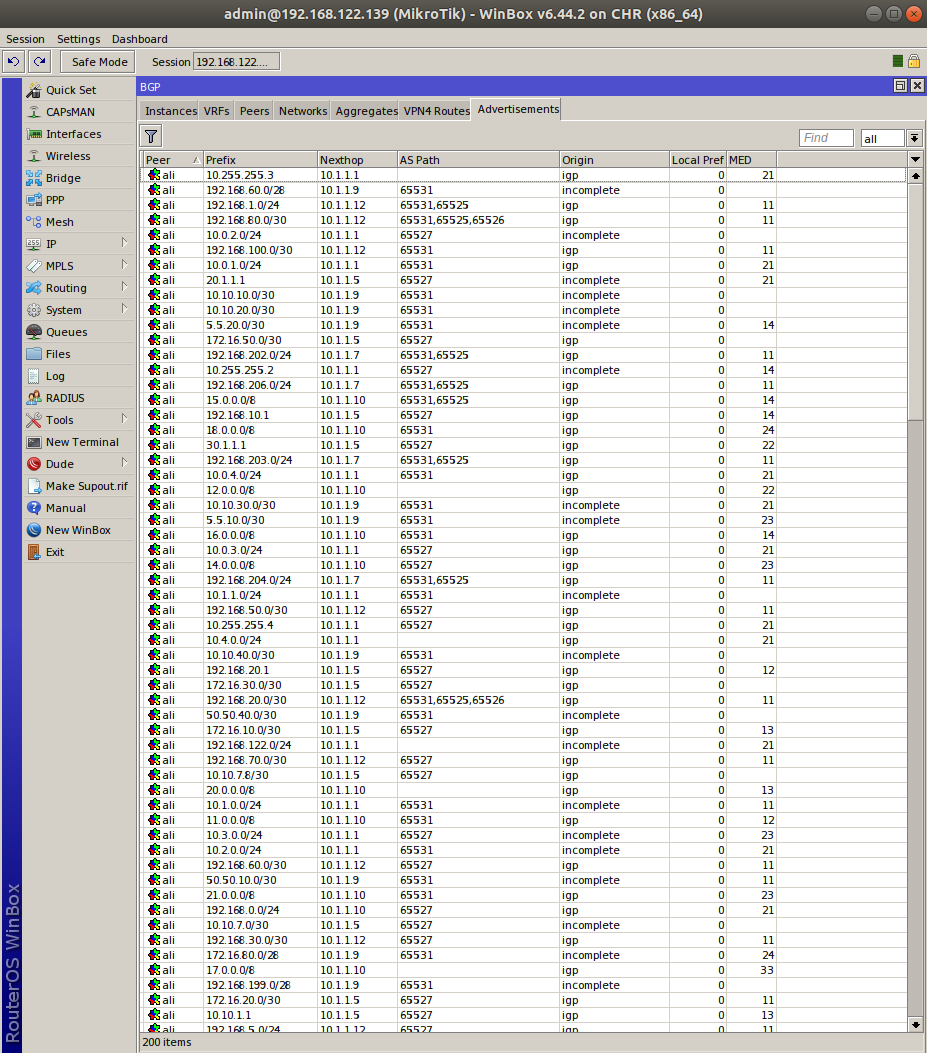 admin@192.168.122.139 (MikroTik) - WinBox v6.44.2 on CHR (x86_64)
Session Settings Dashboard
Safe Mode Session 192.168.122....
Quick Set
CAPsMAN
Interfaces
Wireless
Bridge
PPP
Mesh
IP
MPLS
Routing
System
Queues
Files
Log
RADIUS
Tools
New Terminal
Dude
Make Supout.rif
Manual
New WinBox
Exit
RouterOS WinBox
BGP
Instances VRFs Peers Networks Aggregates VPN4 Routes Advertisements
Find all
Peer Prefix Nexthop AS Path Origin Local Pref MED
ali 10.255.255.3 10.1.1.1 igp 0 21
ali 192.168.60.0/28 10.1.1.9 65531 incomplete 0
ali 192.168.1.0/24 10.1.1.12 65531,65525 igp 0 11
ali 192.168.80.0/30 10.1.1.12 65531,65525,65526 igp 0 11
ali 10.0.2.0/24 10.1.1.1 65527 incomplete 0
ali 192.168.100.0/30 10.1.1.12 65531 igp 0 11
ali 10.0.1.0/24 10.1.1.1 65531 igp 0 21
ali 20.1.1.1 10.1.1.5 65527 incomplete 0 21
ali 10.10.10.0/30 10.1.1.9 65531 incomplete 0
ali 10.10.20.0/30 10.1.1.9 65531 incomplete 0
ali 5.5.20.0/30 10.1.1.9 65531 incomplete 0 14
ali 172.16.50.0/30 10.1.1.5 65527 igp 0
ali 192.168.202.0/24 10.1.1.7 65531,65525 igp 0 11
ali 10.255.255.2 10.1.1.1 65527 incomplete 0 14
ali 192.168.206.0/24 10.1.1.7 65531,65525 igp 0 11
ali 15.0.0.0/8 10.1.1.10 65531,65525 igp 0 14
ali 192.168.10.1 10.1.1.5 65527 igp 0 14
ali 18.0.0.0/8 10.1.1.10 65531 igp 0 24
ali 30.1.1.1 10.1.1.5 65527 igp 0 22
ali 192.168.203.0/24 10.1.1.7 65531,65525 igp 0 11
ali 10.0.4.0/24 10.1.1.1 65531 igp 0 21
ali 12.0.0.0/8 10.1.1.10 igp 0 22
ali 10.10.30.0/30 10.1.1.9 65531 incomplete 0 21
ali 5.5.10.0/30 10.1.1.9 65531 incomplete 0 23
ali 16.0.0.0/8 10.1.1.10 65531 igp 0 14
ali 10.0.3.0/24 10.1.1.1 65527 igp 0 21
ali 14.0.0.0/8 10.1.1.10 65527 igp 0 23
ali 192.168.204.0/24 10.1.1.7 65531,65525 igp 0 11
ali 10.1.1.0/24 10.1.1.1 65531 incomplete 0
ali 192.168.50.0/30 10.1.1.12 65527 igp 0 11
ali 10.255.255.4 10.1.1.1 65527 igp 0 21
ali 10.4.0.0/24 10.1.1.1 igp 0 21
ali 10.10.40.0/30 10.1.1.9 65531 incomplete 0
ali 192.168.20.1 10.1.1.5 65527 igp 0 12
ali 172.16.30.0/30 10.1.1.5 65527 igp 0
ali 192.168.20.0/30 10.1.1.12 65531,65525,65526 igp 0 11
ali 50.50.40.0/30 10.1.1.9 65531 incomplete 0
ali 172.16.10.0/30 10.1.1.5 65527 igp 0 13
ali 192.168.122.0/24 10.1.1.1 incomplete 0 21
ali 192.168.70.0/30 10.1.1.12 65527 igp 0 11
ali 10.10.7.8/30 10.1.1.5 65527 igp 0
ali 20.0.0.0/8 10.1.1.10 igp 0 13
ali 10.1.0.0/24 10.1.1.1 65531 incomplete 0 11
ali 11.0.0.0/8 10.1.1.10 65531 igp 0 12
ali 10.3.0.0/24 10.1.1.1 65527 incomplete 0 23
ali 10.2.0.0/24 10.1.1.1 65531 incomplete 0 21
ali 192.168.60.0/30 10.1.1.12 65527 igp 0 11
ali 50.50.10.0/30 10.1.1.9 65531 incomplete 0 11
ali 21.0.0.0/8 10.1.1.10 65531 igp 0 23
ali 192.168.0.0/24 10.1.1.10 65527 igp 0 21
ali 10.10.7.0/30 10.1.1.5 65527 incomplete 0
ali 192.168.30.0/30 10.1.1.12 65527 igp 0 11
ali 172.16.80.0/28 10.1.1.9 65531 incomplete 0 24
ali 17.0.0.0/8 10.1.1.10 igp 0 33
ali 192.168.199.0/28 10.1.1.9 65531 incomplete 0
ali 172.16.20.0/30 10.1.1.5 65527 igp 0 11
ali 10.10.1.1 10.1.1.5 65527 igp 0 13
ali 192.168.5.0/24 10.1.1.12 65531,65525 igp 0 11
200 items